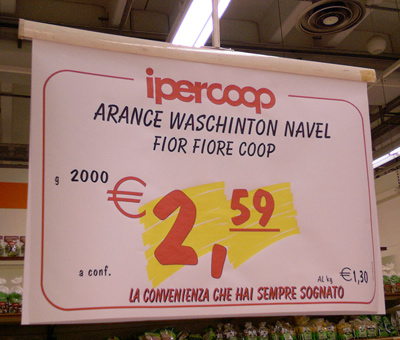 ipercoop
ARANCE WASCHINTON NAVEL
FIOR FIORE COOP
g 2000
€ 2,59
a conf.
Al kg €1,30
LA CONVENIENZA CHE HAI SEMPRE SOGNATO